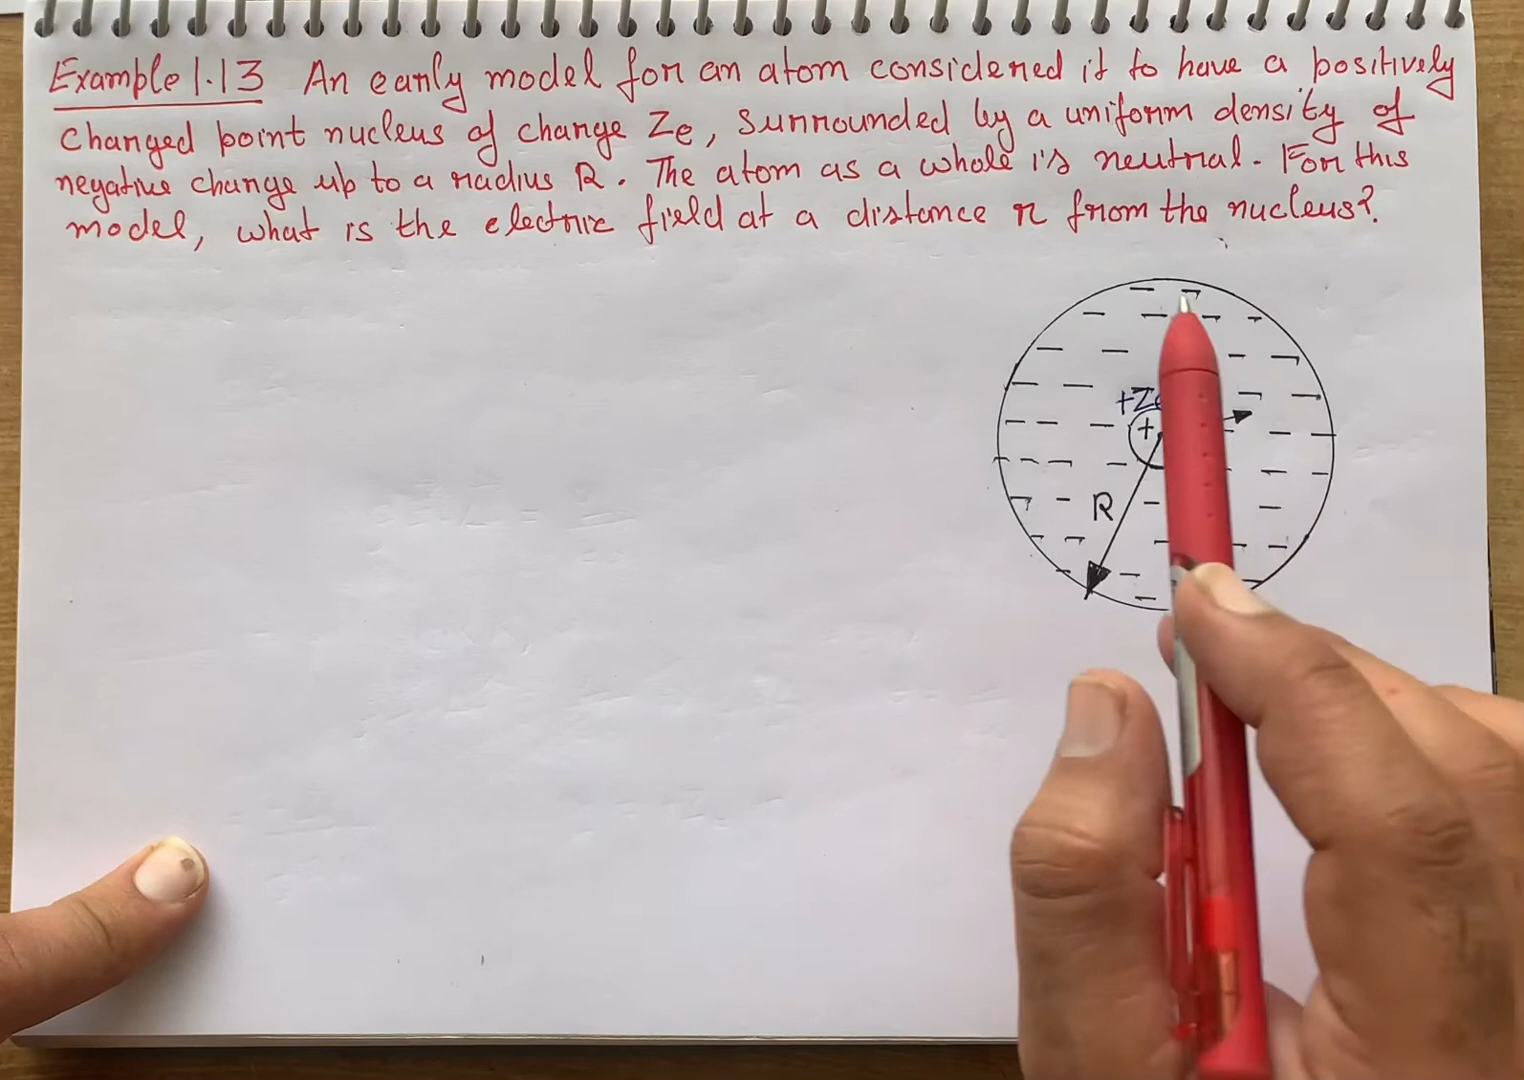 Example 1.13 An early model for an atom considered it to have a positively
charged point nucleus of charge Ze, surrounded by a uniform density of
negative charge up to a radius R. The atom as a whole is neutral. For this
model, what is the electric field at a distance r from the nucleus?
+Z
+
R